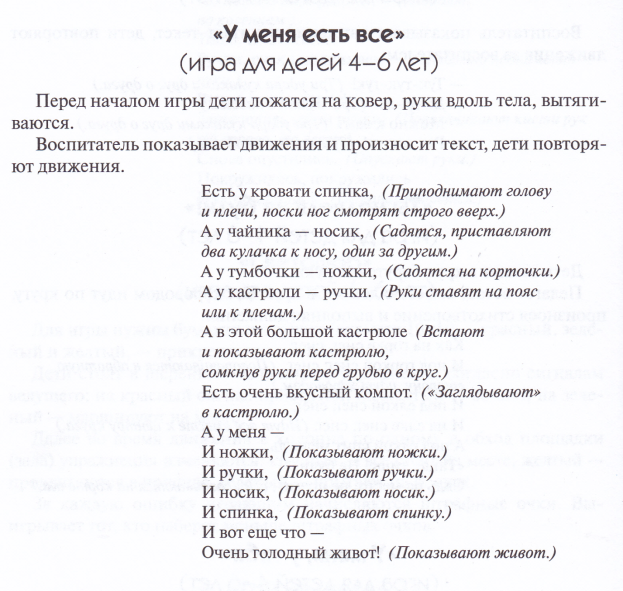 «У меня есть все»
(игра для детей 4–6 лет)
Перед началом игры дети ложатся на ковер, руки вдоль тела, вытяги-
ваются.
Воспитатель показывает движения и произносит текст, дети повторя-
ют движения.
Есть у кровати спинка, (Приподнимают голову
и плечи, носки ног смотрят строго вверх.)
А у чайника — носик, (Садятся, приставляют
два кулачка к носу, один за другим.)
А у тумбочки — ножки, (Садятся на корточки.)
А у кастрюли — ручки. (Руки ставят на пояс
или к плечам.)
А в этой большой кастрюле (Встают
и показывают кастрюлю,
сомкнув руки перед грудью в круг.)
Есть очень вкусный компот. («Заглядывают»
в кастрюлю.)
А у меня —
И ножки, (Показывают ножки.)
И ручки, (Показывают ручки.)
И носик, (Показывают носик.)
И спинка, (Показывают спинку.)
И вот еще что —
Очень голодный живот! (Показывают живот.)